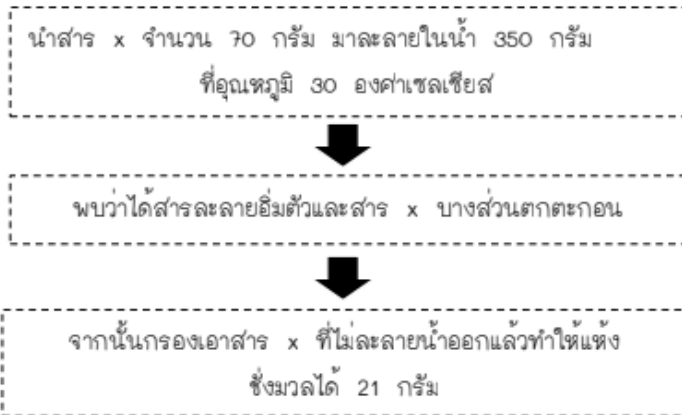 นำสาร x จำนวน 70 กรัม มาละลายในน้ำ 350 กรัม
ที่อุณหภูมิ 30 องศาเซลเซียส
พบว่าได้สารละลายอิ่มตัวและสาร x บางส่วนตกตะกอน
จากนั้นกรองเอาสาร x ที่ไม่ละลายน้ำออกแล้วทำให้แห้ง
ชั่งมวลได้ 21 กรัม